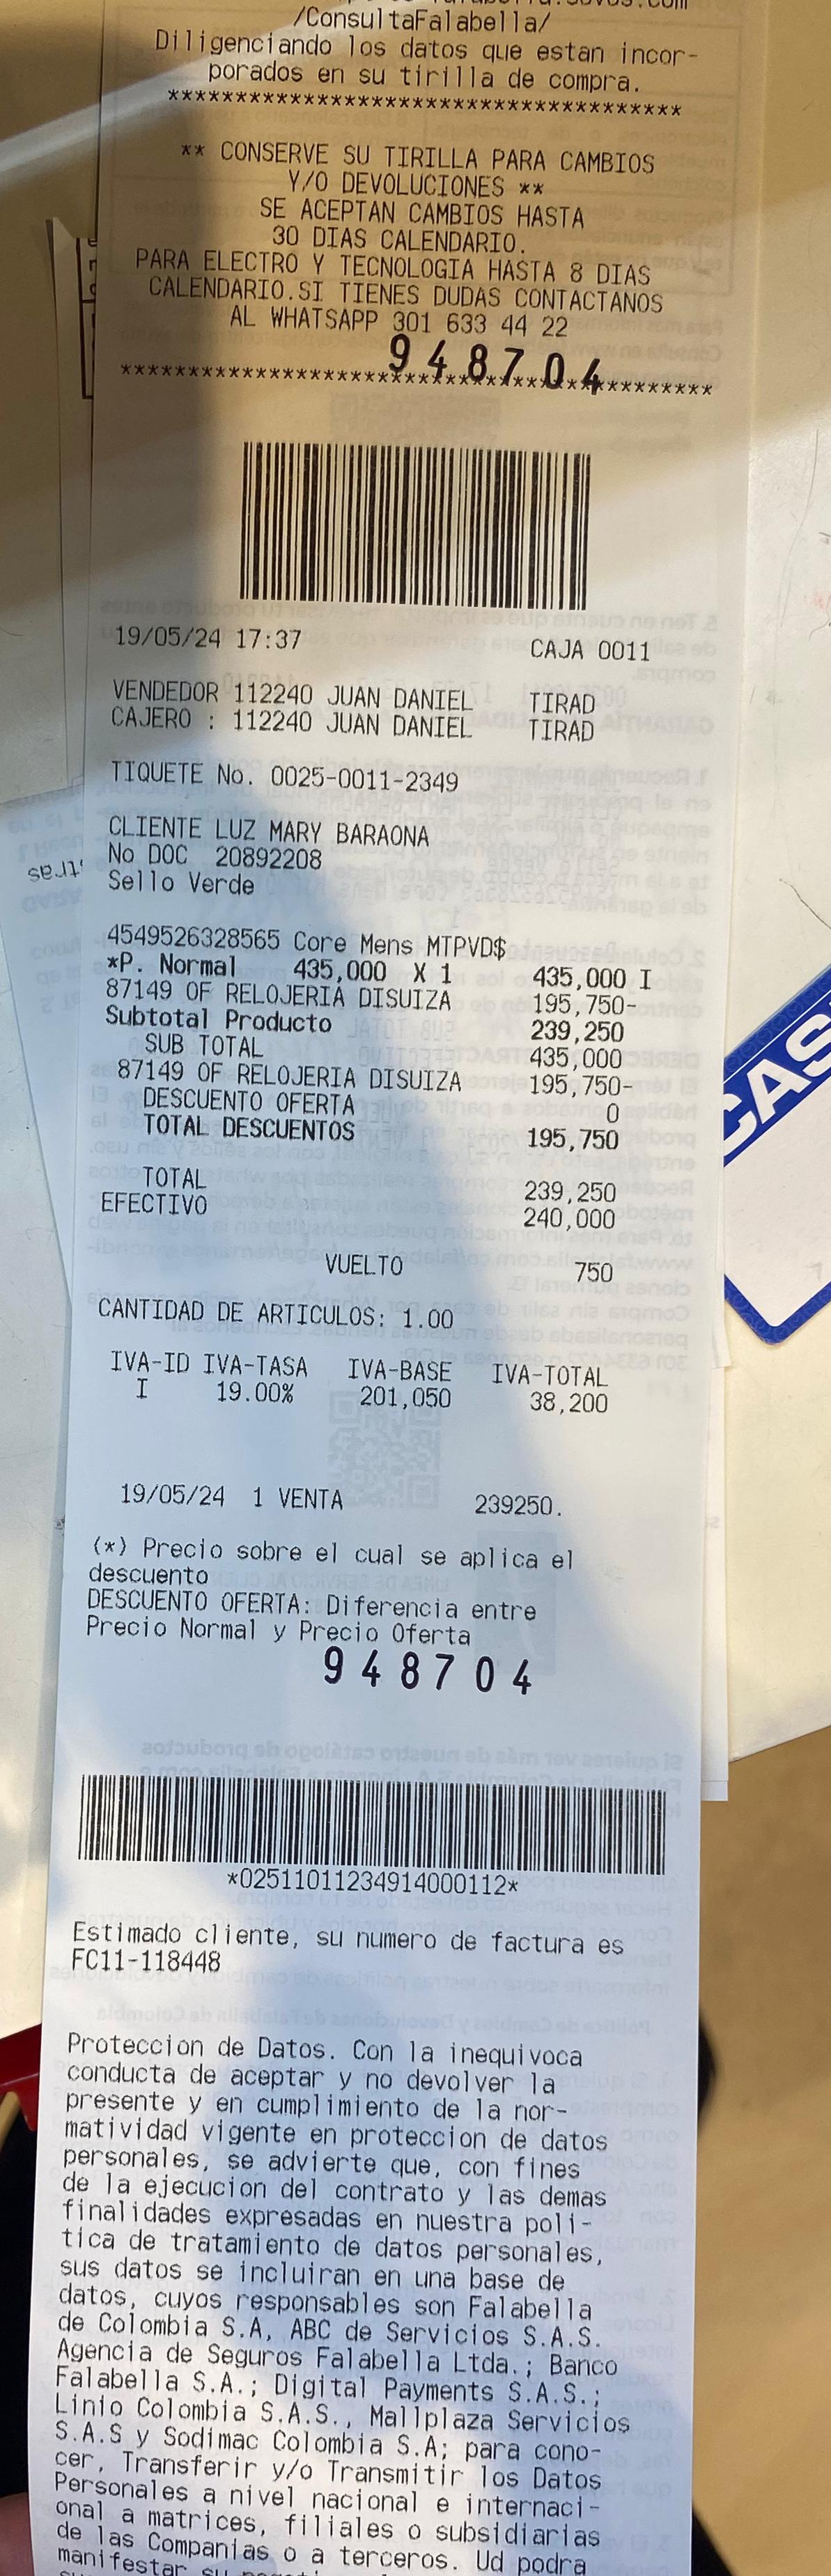 /ConsultaFalabella/
Diligenciando los datos que estan incor-
porados en su tirilla de compra.
**************************************
** CONSERVE SU TIRILLA PARA CAMBIOS
Y/O DEVOLUCIONES **
SE ACEPTAN CAMBIOS HASTA
30 DIAS CALENDARIO.
PARA ELECTRO Y TECNOLOGIA HASTA 8 DIAS
CALENDARIO.SI TIENES DUDAS CONTACTANOS
AL WHATSAPP 301 633 44 22
948704
19/05/24 17:37 CAJA 0011
VENDEDOR 112240 JUAN DANIEL TIRAD
CAJERO : 112240 JUAN DANIEL TIRAD
TIQUETE No. 0025-0011-2349
CLIENTE LUZ MARY BARAONA
No DOC 20892208
Sello Verde
4549526328565 Core Mens MTPVD$
*P. Normal 435,000 X 1 435,000 I
87149 OF RELOJERIA DISUIZA 195,750-
Subtotal Producto 239,250
SUB TOTAL 435,000
87149 OF RELOJERIA DISUIZA 195,750-
DESCUENTO OFERTA 0
TOTAL DESCUENTOS 195,750
TOTAL 239,250
EFECTIVO 240,000
VUELTO 750
CANTIDAD DE ARTICULOS: 1.00
IVA-ID IVA-TASA IVA-BASE IVA-TOTAL
I 19.00% 201,050 38,200
19/05/24 1 VENTA 239250.
(*) Precio sobre el cual se aplica el
descuento
DESCUENTO OFERTA: Diferencia entre
Precio Normal y Precio Oferta
948704
*02511011234914000112*
Estimado cliente, su numero de factura es
FC11-118448
Proteccion de Datos. Con la inequivoca
conducta de aceptar y no devolver la
presente y en cumplimiento de la nor-
matividad vigente en proteccion de datos
personales, se advierte que, con fines
de la ejecucion del contrato y las demas
finalidades expresadas en nuestra poli-
tica de tratamiento de datos personales,
sus datos se incluiran en una base de
datos, cuyos responsables son Falabella
de Colombia S.A, ABC de Servicios S.A.S.
Agencia de Seguros Falabella Ltda.; Banco
Falabella S.A.; Digital Payments S.A.S.;
Linio Colombia S.A.S., Mallplaza Servicios
S.A.S y Sodimac Colombia S.A; para cono-
cer, Transferir y/o Transmitir los Datos
Personales a nivel nacional e internaci-
onal a matrices, filiales o subsidiarias
de las Companias o a terceros. Ud podra
manifestar su